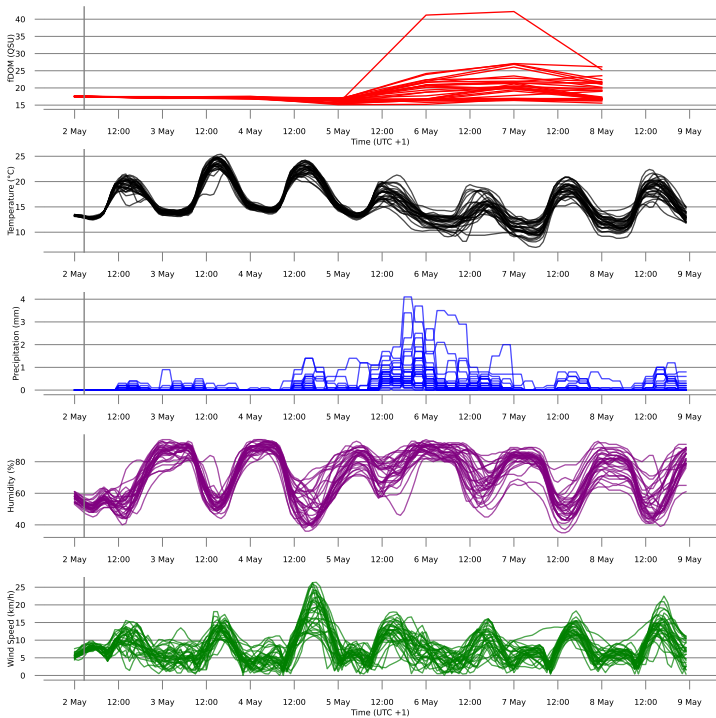 fDOM (QSU)
40
35
30
25
20
15
2 May 12:00 3 May 12:00 4 May 12:00 5 May 12:00 6 May 12:00 7 May 12:00 8 May 12:00 9 May
Time (UTC +1)
Temperature (°C)
25
20
15
10
2 May 12:00 3 May 12:00 4 May 12:00 5 May 12:00 6 May 12:00 7 May 12:00 8 May 12:00 9 May
Precipitation (mm)
4
3
2
1
0
2 May 12:00 3 May 12:00 4 May 12:00 5 May 12:00 6 May 12:00 7 May 12:00 8 May 12:00 9 May
Humidity (%)
80
60
40
2 May 12:00 3 May 12:00 4 May 12:00 5 May 12:00 6 May 12:00 7 May 12:00 8 May 12:00 9 May
Wind Speed (km/h)
25
20
15
10
5
0
2 May 12:00 3 May 12:00 4 May 12:00 5 May 12:00 6 May 12:00 7 May 12:00 8 May 12:00 9 May
Time (UTC +1)